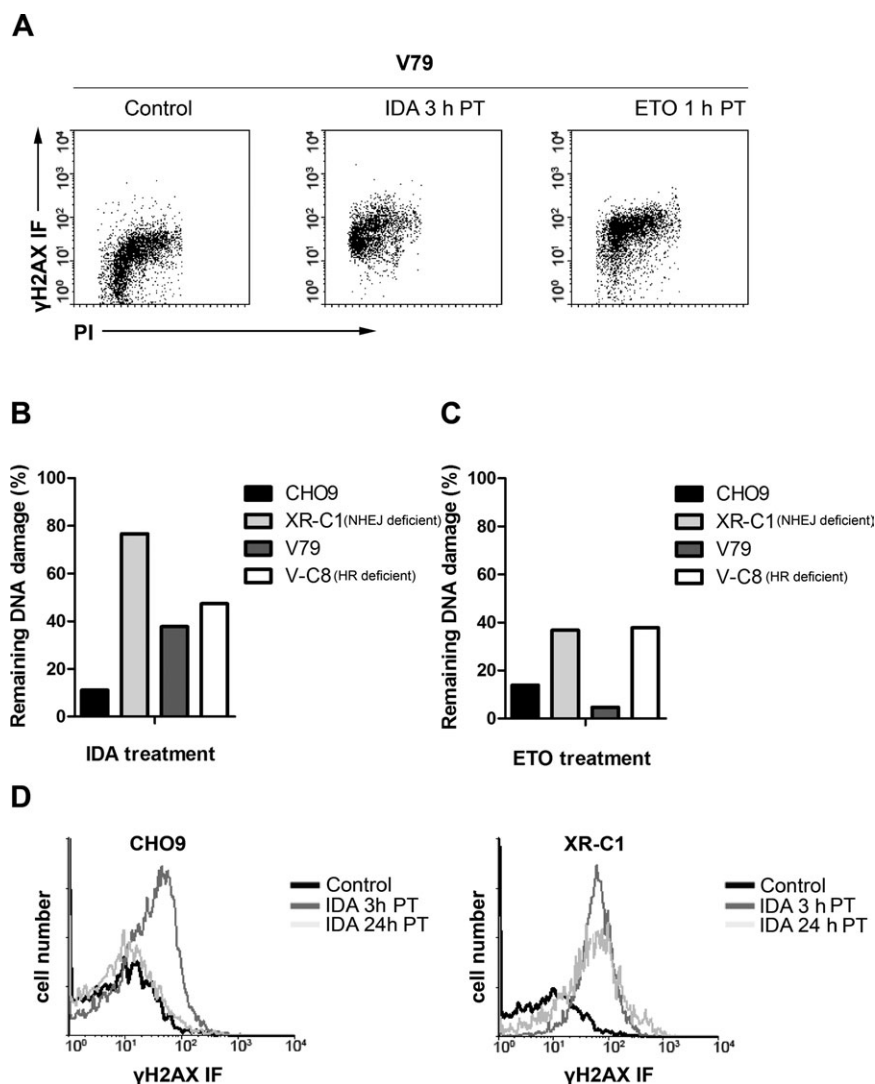 A
V79
Control
IDA 3 h PT
ETO 1 h PT
γH2AX IF
10⁴
10³
10²
10¹
10⁰
10⁴
10³
10²
10¹
10⁰
10⁴
10³
10²
10¹
10⁰
PI
B
Remaining DNA damage (%)
100
80
60
40
20
0
IDA treatment
CHO9
XR-C1(NHEJ deficient)
V79
V-C8(HR deficient)
C
Remaining DNA damage (%)
100
80
60
40
20
0
ETO treatment
CHO9
XR-C1(NHEJ deficient)
V79
V-C8 (HR deficient)
D
CHO9
cell number
Control
IDA 3h PT
IDA 24h PT
10⁰ 10¹ 10² 10³ 10⁴
γH2AX IF
XR-C1
cell number
Control
IDA 3 h PT
IDA 24 h PT
10⁰ 10¹ 10² 10³ 10⁴
γH2AX IF